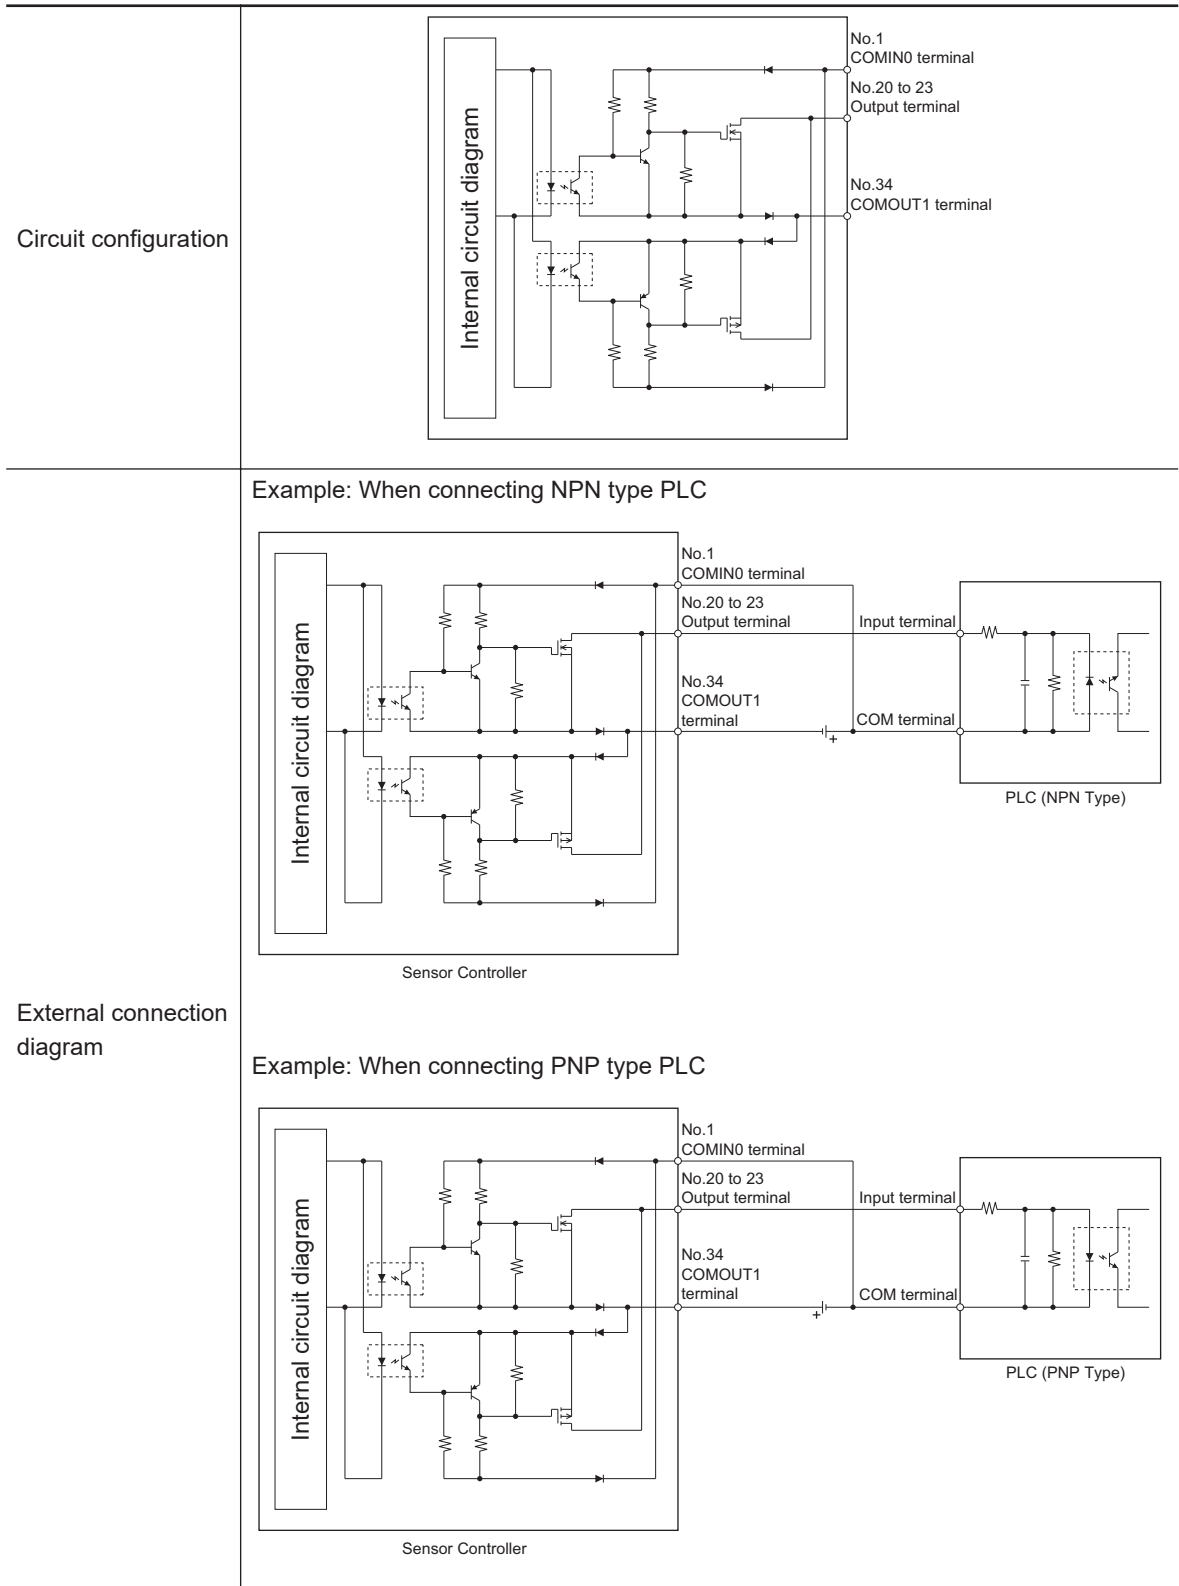 Circuit configuration
Internal circuit diagram
No.1
COMIN0 terminal
No.20 to 23
Output terminal
No.34
COMOUT1 terminal
External connection
diagram
Example: When connecting NPN type PLC
Internal circuit diagram
No.1
COMIN0 terminal
No.20 to 23
Output terminal
Input terminal
No.34
COMOUT1
terminal
COM terminal
+
PLC (NPN Type)
Sensor Controller
Example: When connecting PNP type PLC
Internal circuit diagram
No.1
COMIN0 terminal
No.20 to 23
Output terminal
Input terminal
No.34
COMOUT1
terminal
COM terminal
+
PLC (PNP Type)
Sensor Controller